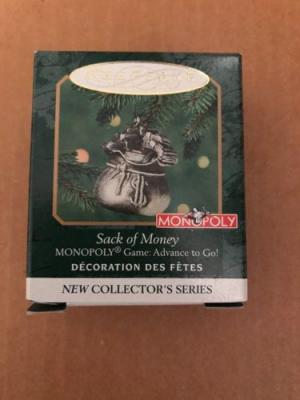 MONOPOLY
Sack of Money
MONOPOLY® Game: Advance to Go!
DÉCORATION DES FÊTES
NEW COLLECTOR'S SERIES